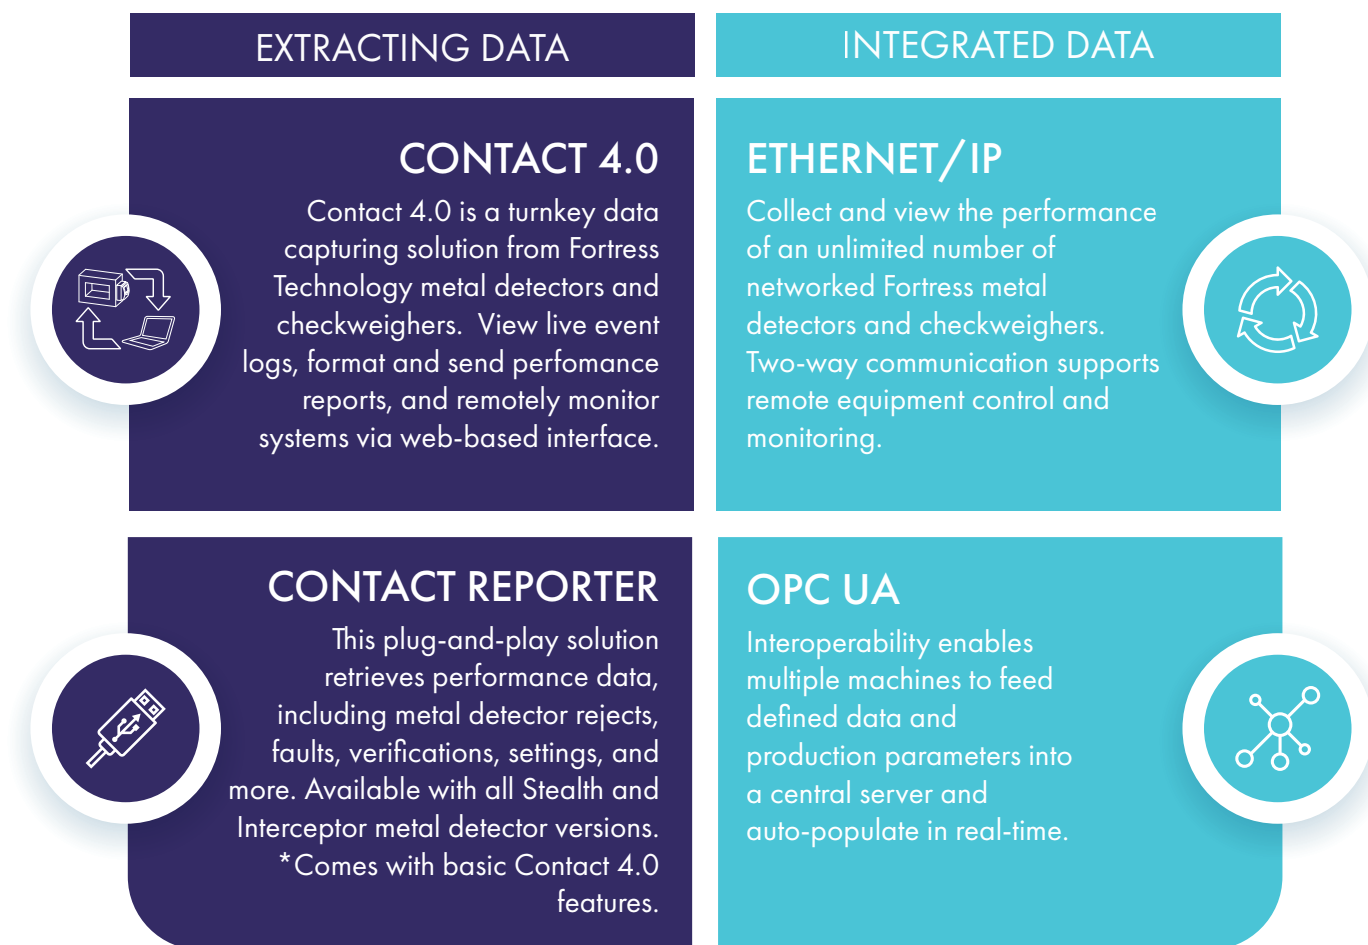 EXTRACTING DATA
INTEGRATED DATA
CONTACT 4.0
Contact 4.0 is a turnkey data
capturing solution from Fortress
Technology metal detectors and
checkweighers.  View live event
logs, format and send perfomance
reports, and remotely monitor
systems via web-based interface.
ETHERNET/IP
Collect and view the performance
of an unlimited number of
networked Fortress metal
detectors and checkweighers.
Two-way communication supports
remote equipment control and
monitoring.
CONTACT REPORTER
This plug-and-play solution
retrieves performance data,
including metal detector rejects,
faults, verifications, settings, and
more. Available with all Stealth and
Interceptor metal detector versions.
*Comes with basic Contact 4.0
features.
OPC UA
Interoperability enables
multiple machines to feed
defined data and
production parameters into
a central server and
auto-populate in real-time.